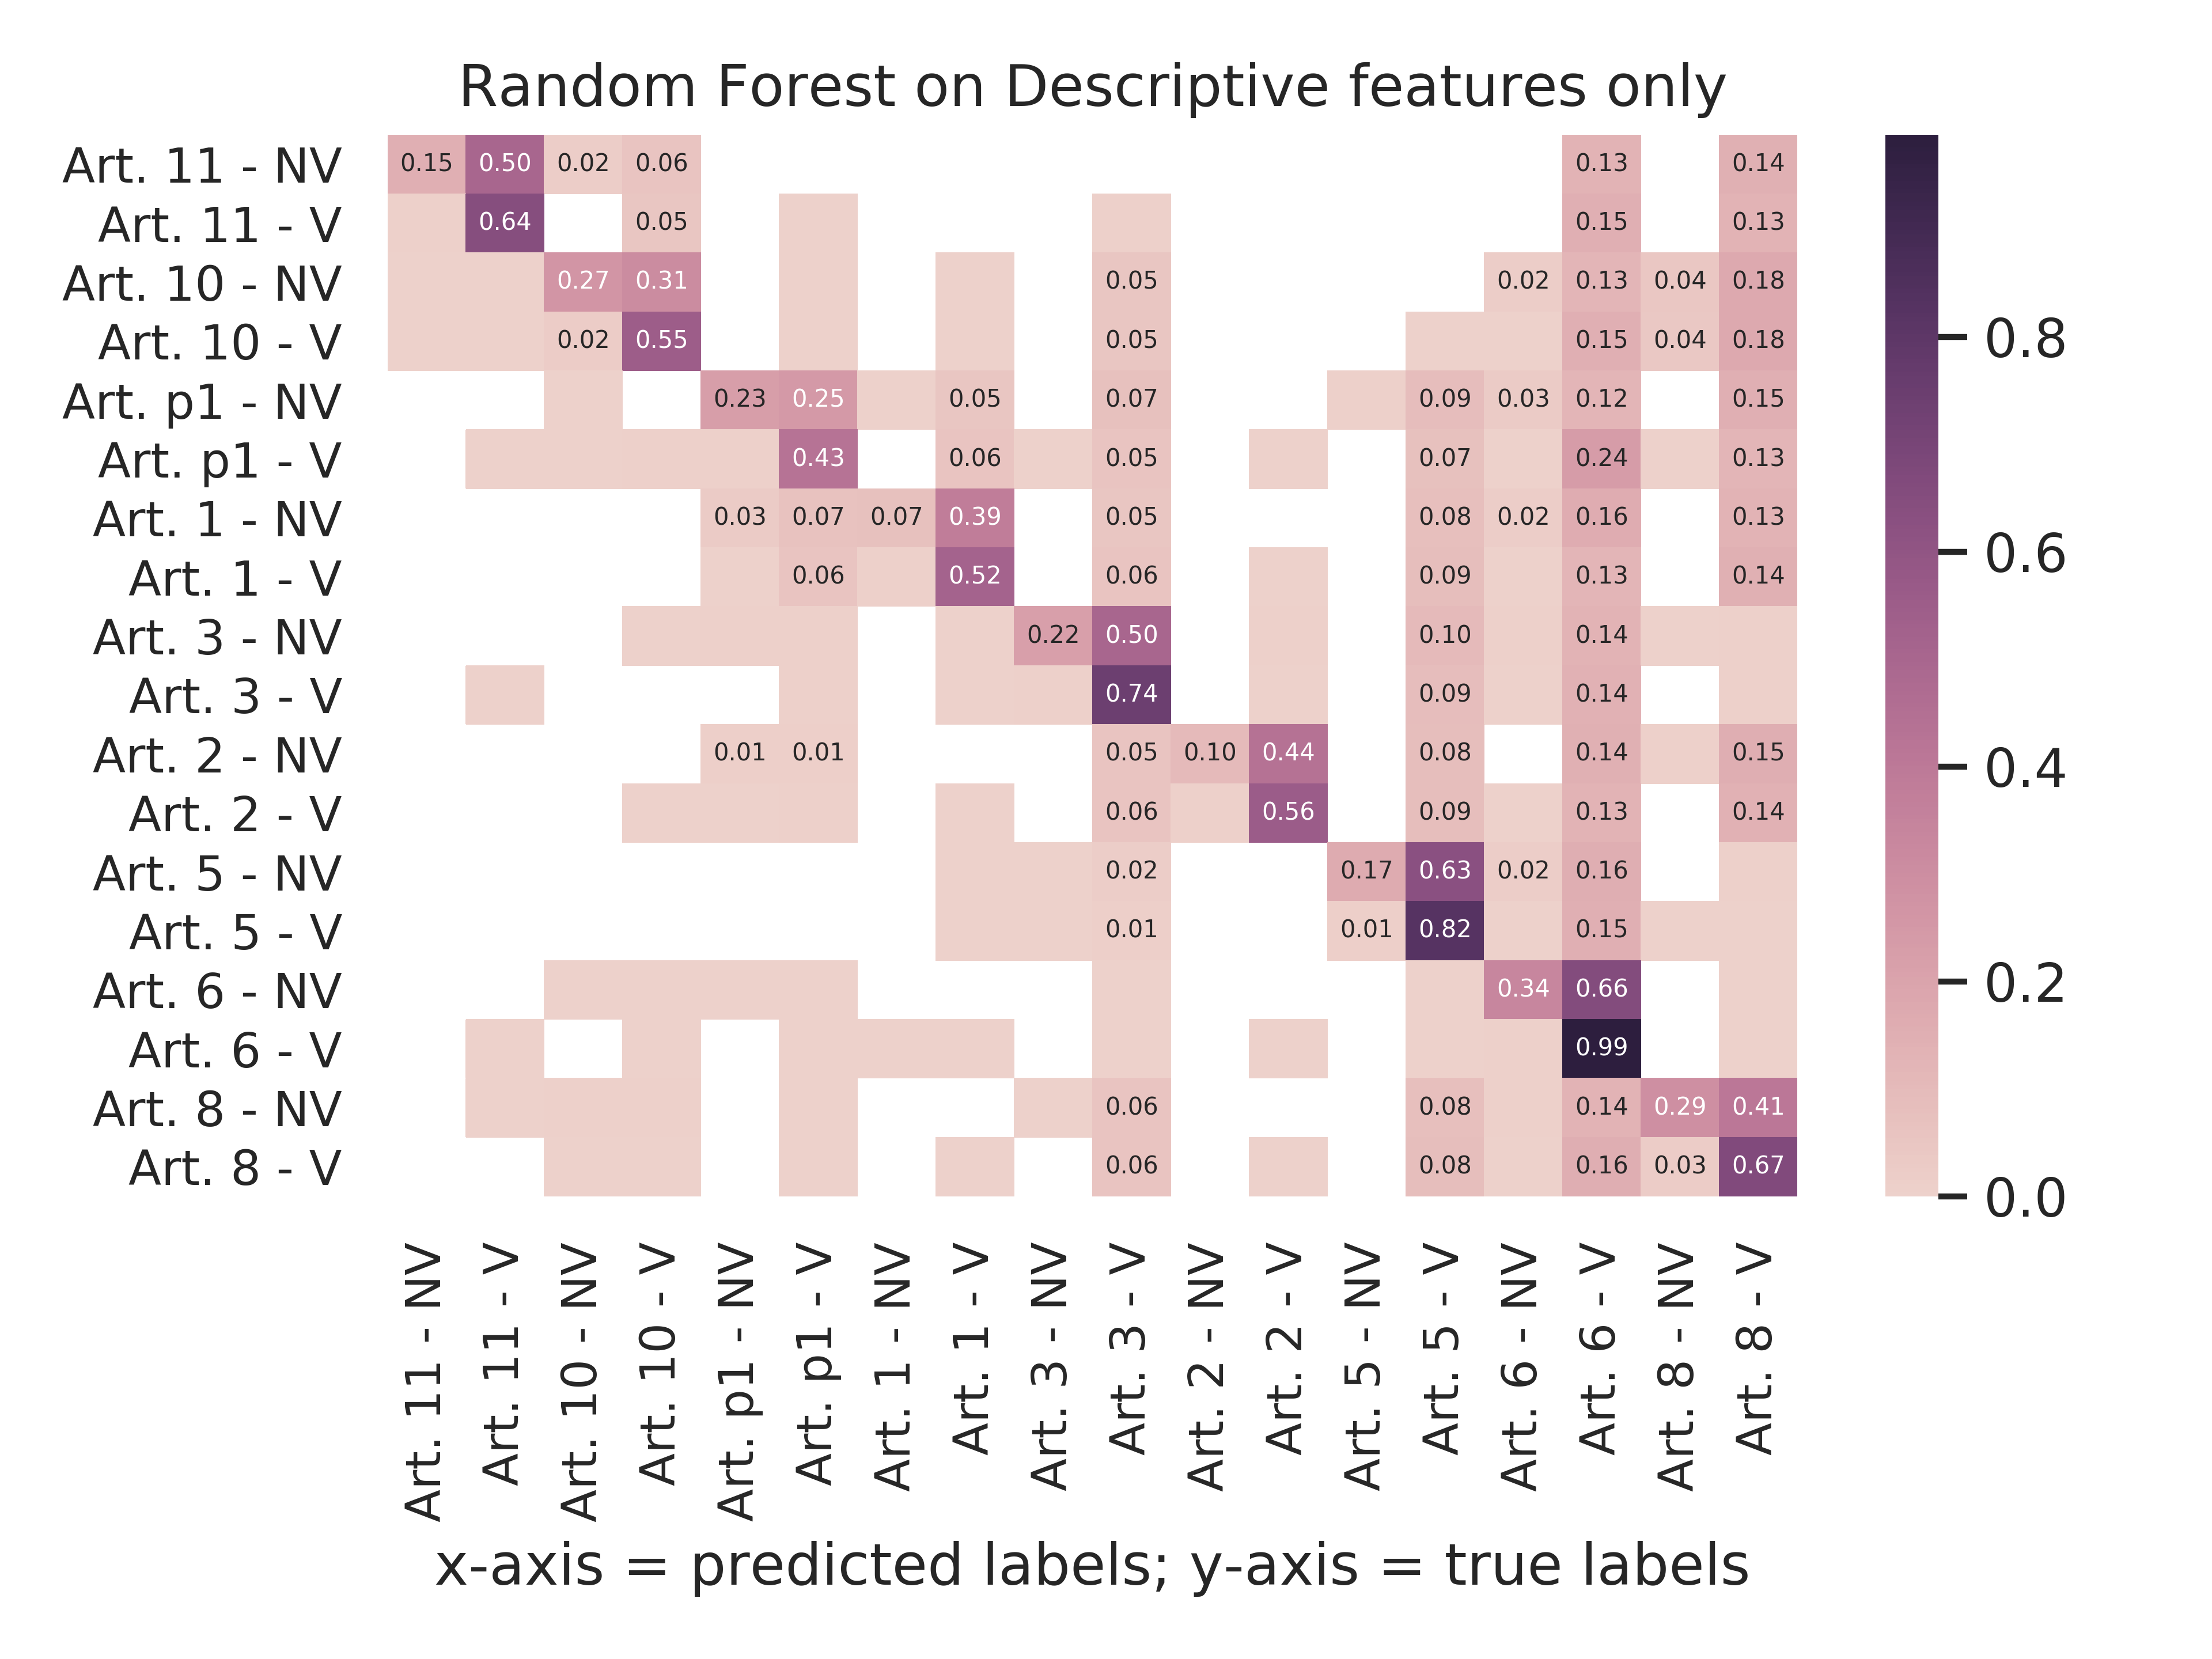 Random Forest on Descriptive features only
Art. 11 - NV 0.15 0.50 0.02 0.06 0.13 0.14
Art. 11 - V 0.64 0.05 0.15 0.13
Art. 10 - NV 0.27 0.31 0.05 0.02 0.13 0.04 0.18
Art. 10 - V 0.02 0.55 0.05 0.15 0.04 0.18
Art. p1 - NV 0.23 0.25 0.05 0.07 0.09 0.03 0.12 0.15
Art. p1 - V 0.43 0.06 0.05 0.07 0.24 0.13
Art. 1 - NV 0.03 0.07 0.07 0.39 0.05 0.08 0.02 0.16 0.13
Art. 1 - V 0.06 0.52 0.06 0.09 0.13 0.14
Art. 3 - NV 0.22 0.50 0.10 0.14
Art. 3 - V 0.74 0.09 0.14
Art. 2 - NV 0.01 0.01 0.05 0.10 0.44 0.08 0.14 0.15
Art. 2 - V 0.06 0.56 0.09 0.13 0.14
Art. 5 - NV 0.02 0.17 0.63 0.02 0.16
Art. 5 - V 0.01 0.01 0.82 0.15
Art. 6 - NV 0.34 0.66
Art. 6 - V 0.99
Art. 8 - NV 0.06 0.08 0.14 0.29 0.41
Art. 8 - V 0.06 0.08 0.16 0.03 0.67
0.8
0.6
0.4
0.2
0.0
Art. 11 - NV
Art. 11 - V
Art. 10 - NV
Art. 10 - V
Art. p1 - NV
Art. p1 - V
Art. 1 - NV
Art. 1 - V
Art. 3 - NV
Art. 3 - V
Art. 2 - NV
Art. 2 - V
Art. 5 - NV
Art. 5 - V
Art. 6 - NV
Art. 6 - V
Art. 8 - NV
Art. 8 - V
x-axis = predicted labels; y-axis = true labels